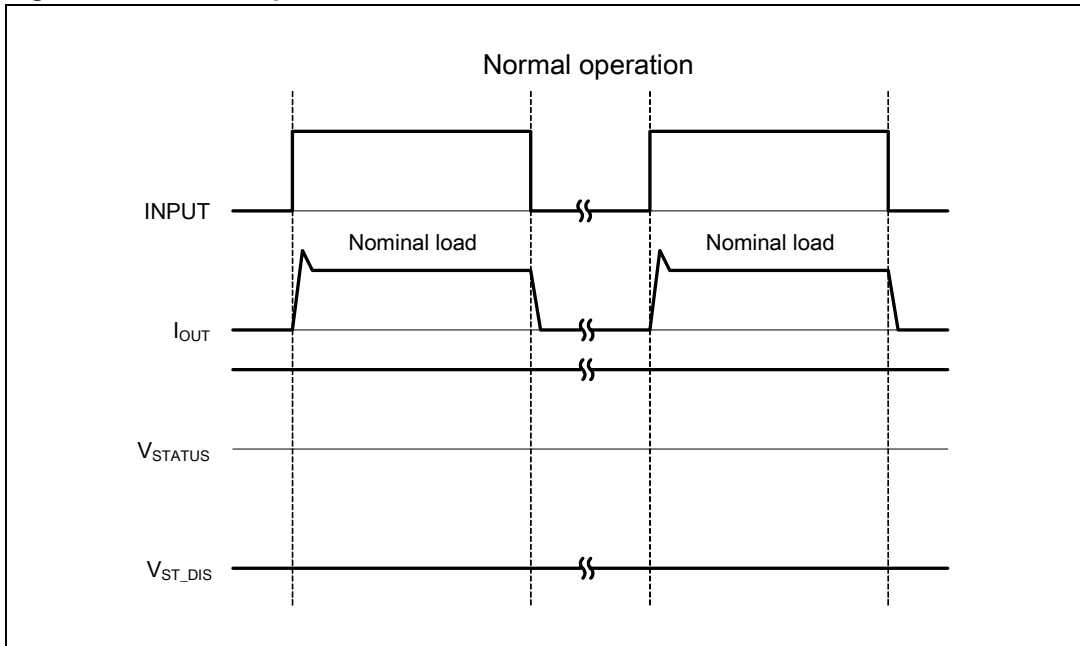 Normal operation
INPUT
Nominal load Nominal load
IOUT
VSTATUS
VST_DIS